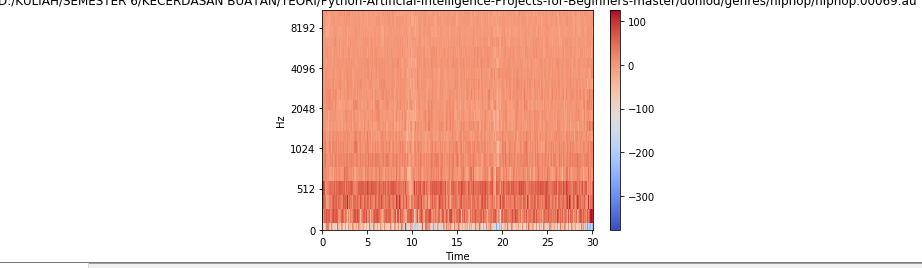 D:/KULIAH/SEMESTER 6/KECERDASAN BUATAN/TEORI/Python-Artificial-Intelligence-Projects-for-Beginners-master/donlod/genres/hiphop/hiphop.00069.au
8192
4096
2048
1024
512
0
Hz
0 5 10 15 20 25 30
Time
100
0
−100
−200
−300